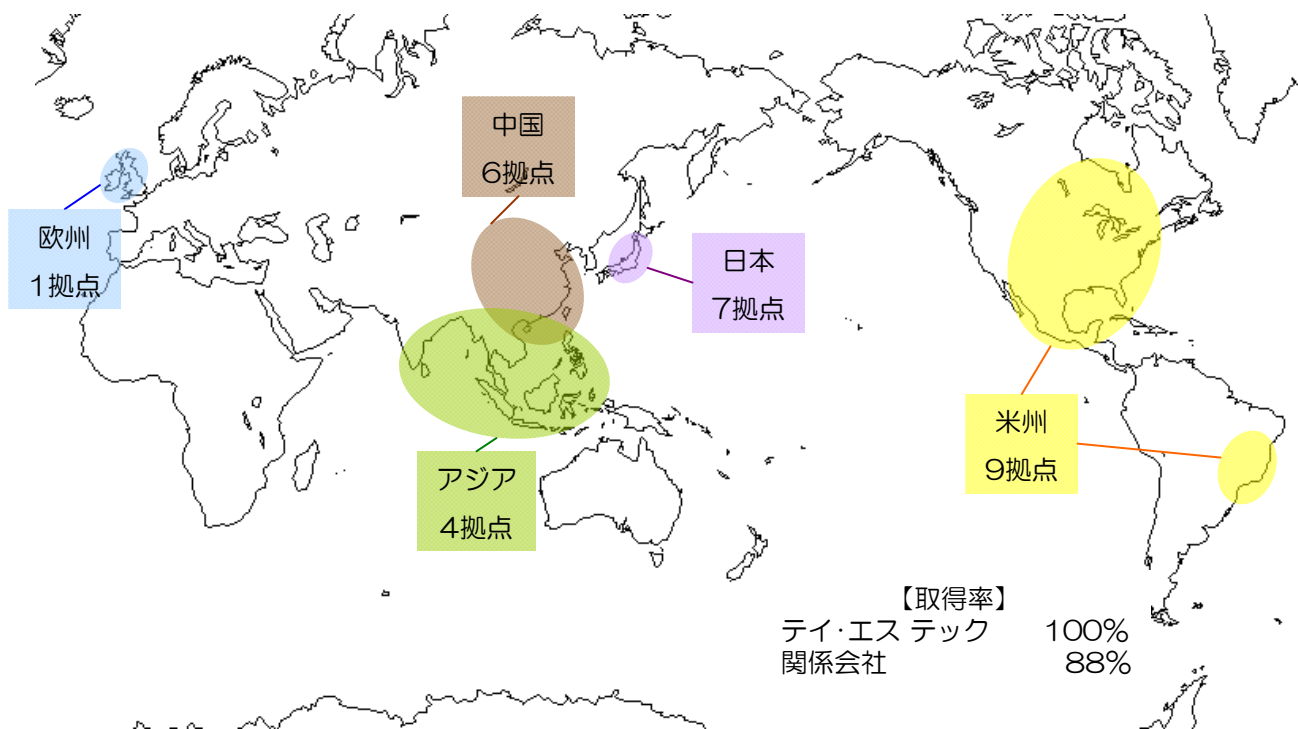 中国
6拠点
欧州
1拠点
日本
7拠点
米州
9拠点
アジア
4拠点
【取得率】
テイ・エス テック 100%
関係会社 88%